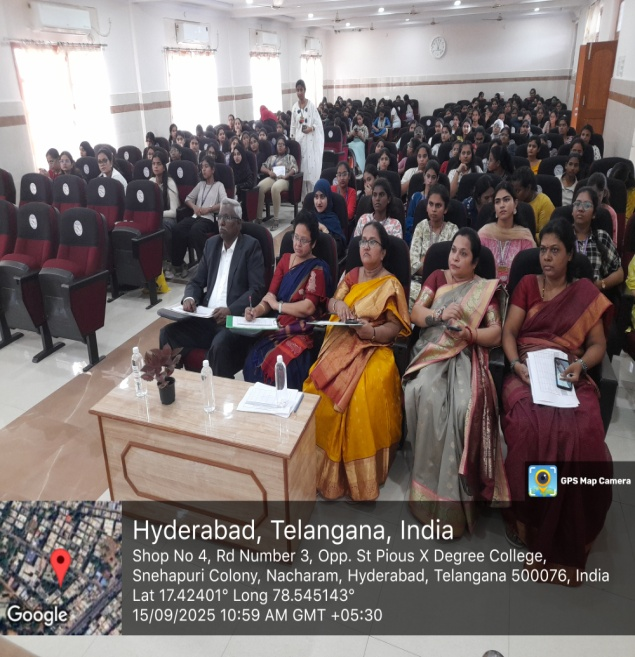 GPS Map Camera
Hyderabad, Telangana, India
Shop No 4, Rd Number 3, Opp. St Pious X Degree College,
Snehapuri Colony, Nacharam, Hyderabad, Telangana 500076, India
Lat 17.42401° Long 78.545143°
15/09/2025 10:59 AM GMT +05:30
Google